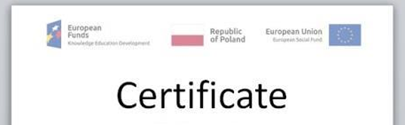 European
Funds
Knowledge Education Development
Republic
of Poland
European Union
European Social Fund
Certificate